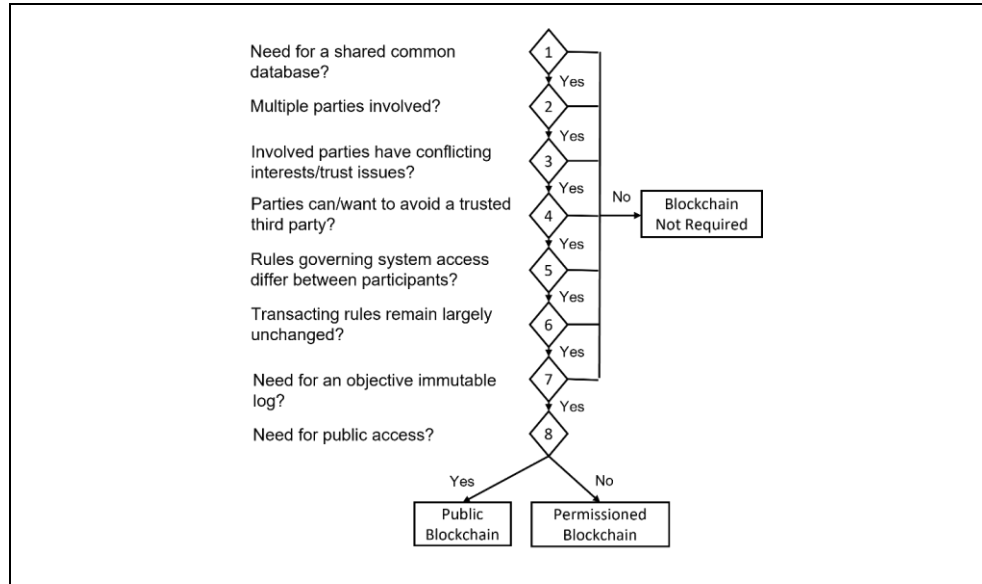 Need for a shared common
database?
1
Yes
Multiple parties involved?
2
Yes
Involved parties have conflicting
interests/trust issues?
3
Yes
Parties can/want to avoid a trusted
third party?
4
No
Blockchain
Not Required
Yes
Rules governing system access
differ between participants?
5
Yes
Transacting rules remain largely
unchanged?
6
Yes
Need for an objective immutable
log?
7
Yes
Need for public access?
8
Yes
No
Public
Blockchain
Permissioned
Blockchain